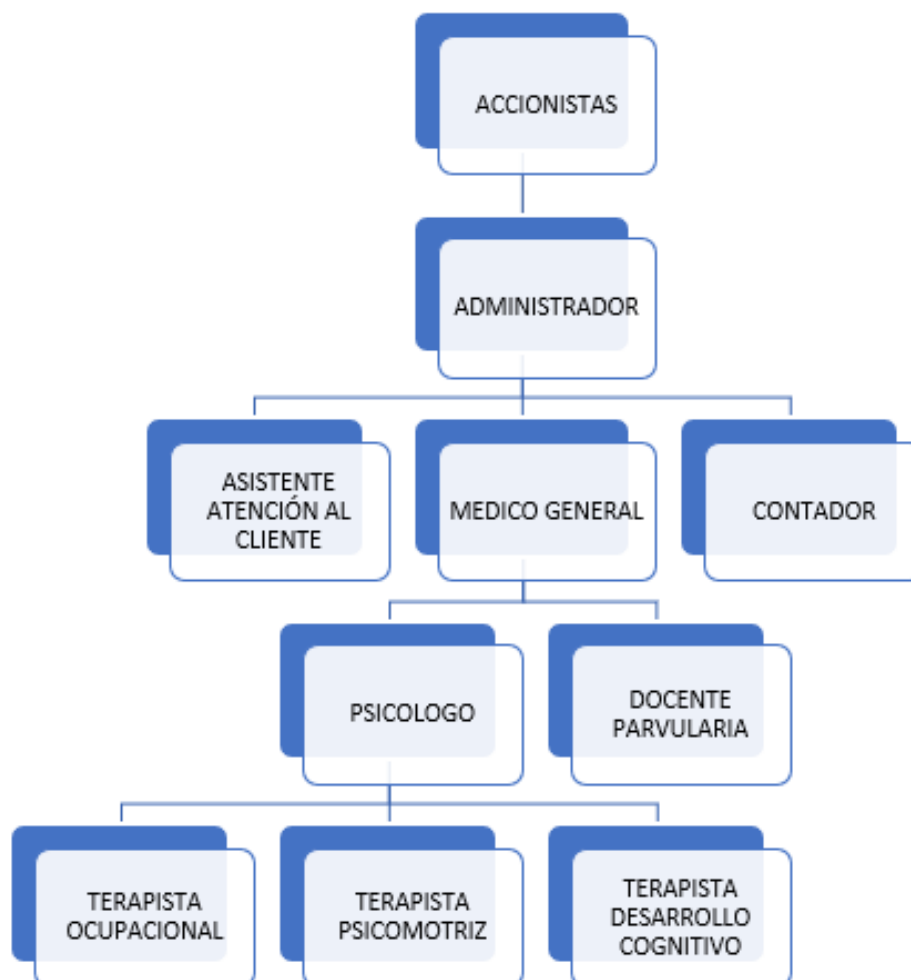 ACCIONISTAS
ADMINISTRADOR
ASISTENTE
ATENCIÓN AL
CLIENTE
MEDICO GENERAL
CONTADOR
PSICOLOGO
DOCENTE
PARVULARIA
TERAPISTA
OCUPACIONAL
TERAPISTA
PSICOMOTRIZ
TERAPISTA
DESARROLLO
COGNITIVO